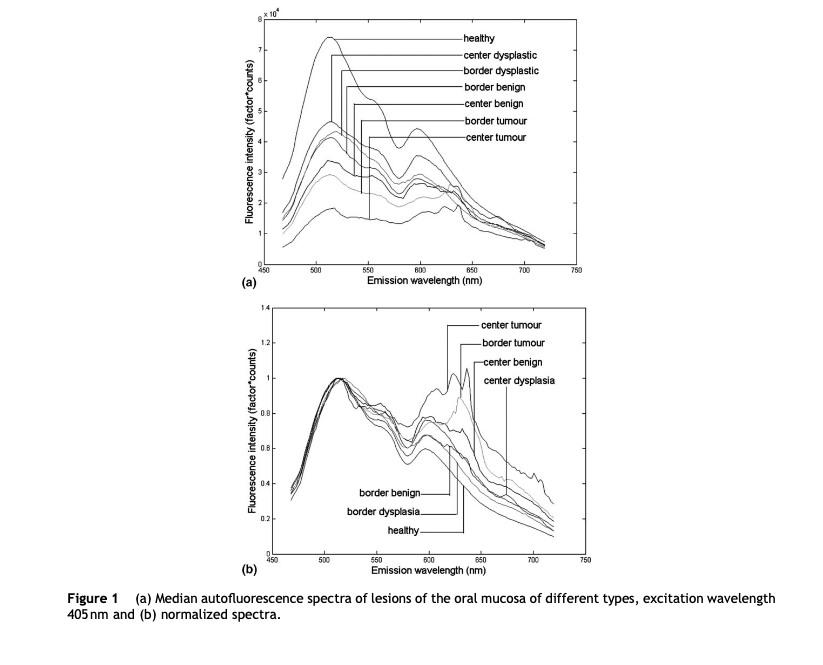 8 x 10⁴
healthy
center dysplastic
border dysplastic
border benign
center benign
border tumour
center tumour
7
6
5
4
3
2
1
0
Fluorescence intensity (factor*counts)
450 500 550 600 650 700 750
Emission wavelength (nm)
(a)
1.4
1.2
1
0.8
0.6
0.4
0.2
0
Fluorescence intensity (factor*counts)
center tumour
border tumour
center benign
center dysplasia
border benign
border dysplasia
healthy
450 500 550 600 650 700 750
Emission wavelength (nm)
(b)
Figure 1 (a) Median autofluorescence spectra of lesions of the oral mucosa of different types, excitation wavelength
405 nm and (b) normalized spectra.